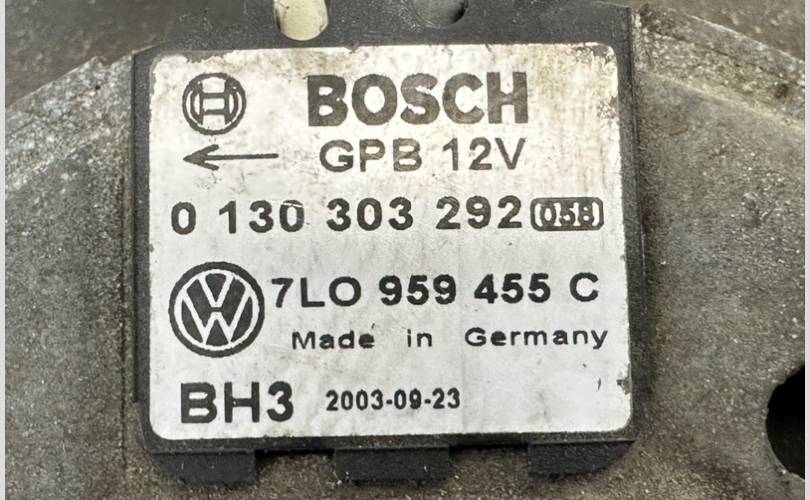 BOSCH
GPB 12V
0 130 303 292 058
7LO 959 455 C
Made in Germany
BH3 2003-09-23